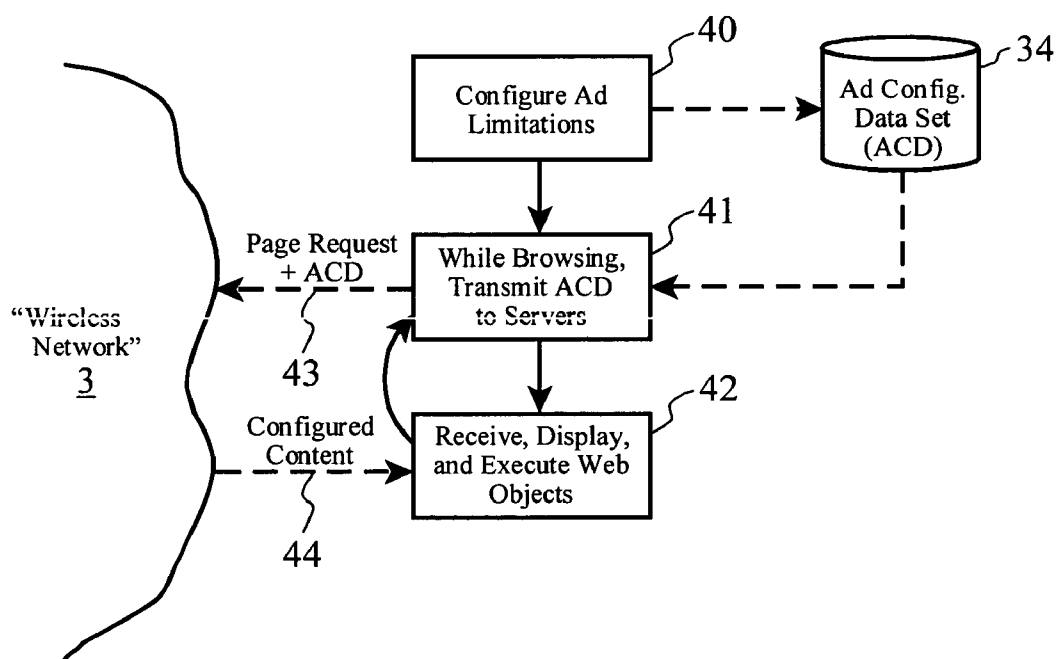 40
34
Configure Ad
Limitations
Ad Config.
Data Set
(ACD)
41
Page Request
+ ACD
While Browsing,
Transmit ACD
to Servers
43
“Wireless
Network”
3
42
Configured
Content
Receive, Display,
and Execute Web
Objects
44